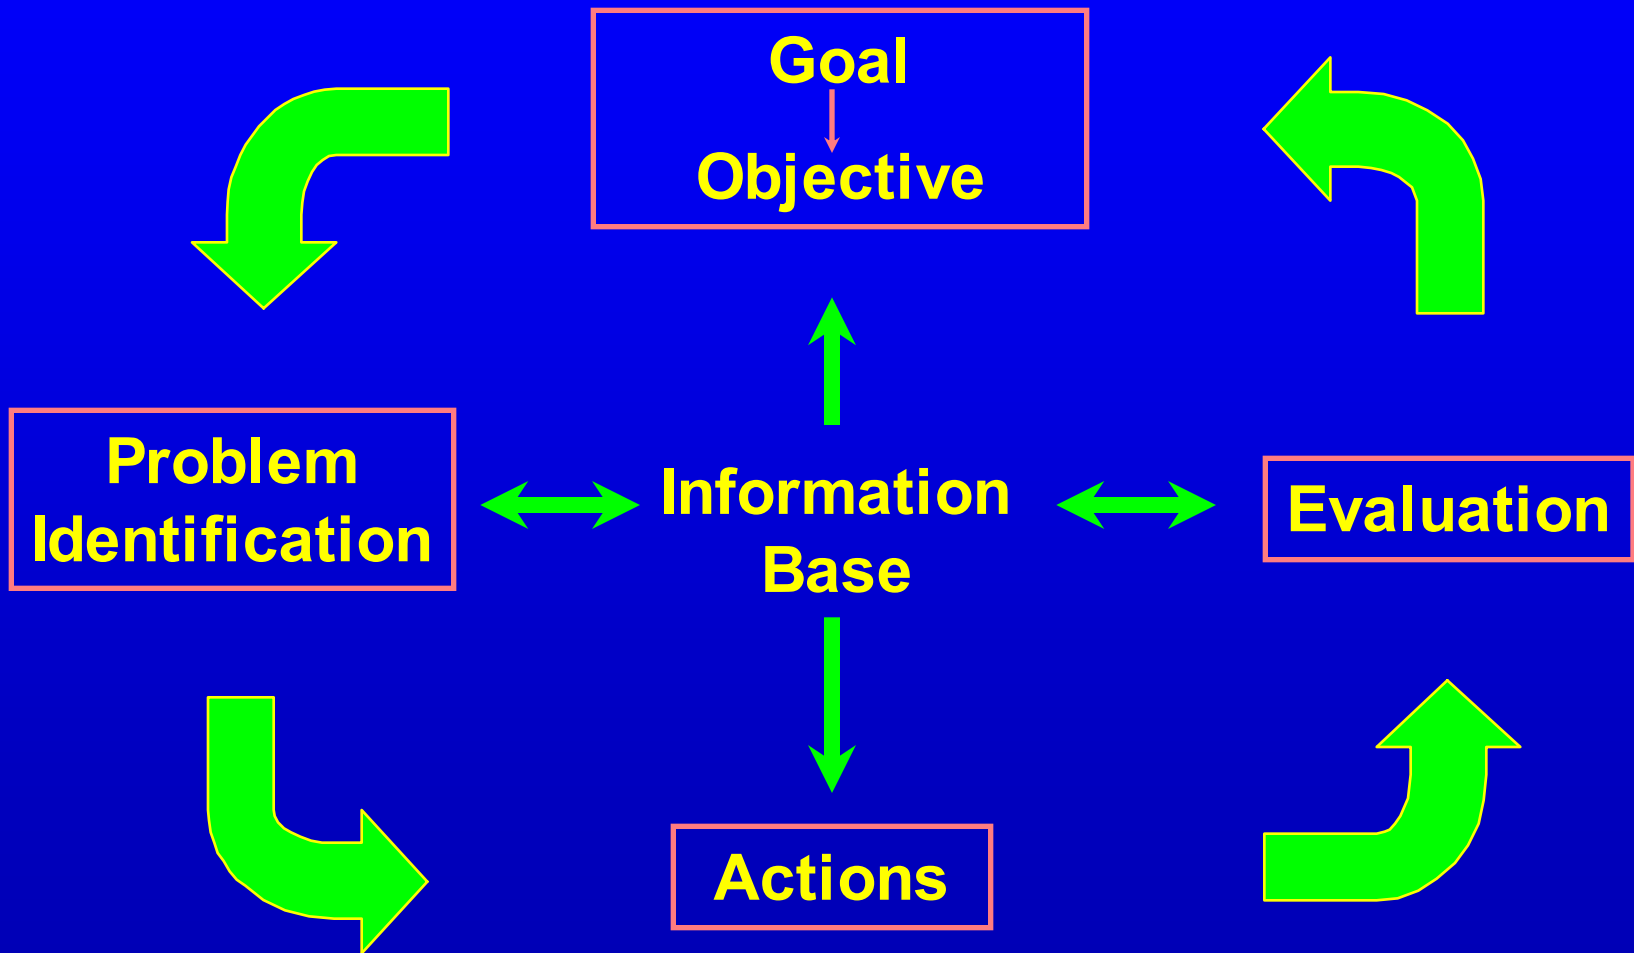 Goal
Objective
Problem
Identification
Information
Base
Evaluation
Actions